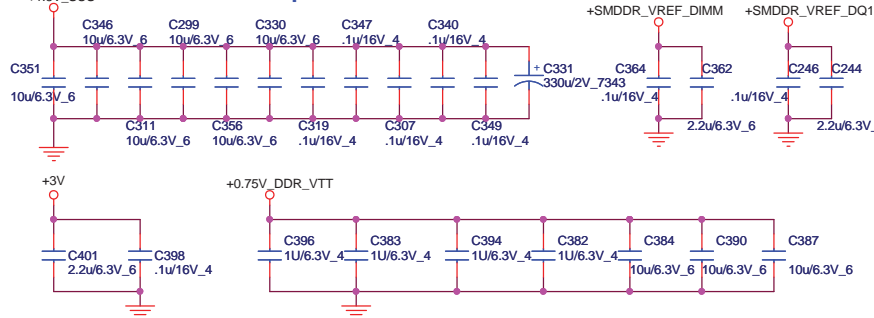 C346 C299 C330 C347 C340
10u/6.3V_6 10u/6.3V_6 10u/6.3V_6 .1u/16V_4 .1u/16V_4
C351
10u/6.3V_6
+ C331
330u/2V_7343
C311 C356 C319 C307 C349
10u/6.3V_6 10u/6.3V_6 .1u/16V_4 .1u/16V_4 .1u/16V_4
+SMDDR_VREF_DIMM
C364 C362
.1u/16V_4
2.2u/6.3V_6
+SMDDR_VREF_DQ1
C246 C244
.1u/16V_4
2.2u/6.3V_
+3V
C401 C398
2.2u/6.3V_6 .1u/16V_4
+0.75V_DDR_VTT
C396 C383 C394 C382 C384 C390 C387
1U/6.3V_4 1U/6.3V_4 1U/6.3V_4 1U/6.3V_4 10u/6.3V_6 10u/6.3V_6 10u/6.3V_6